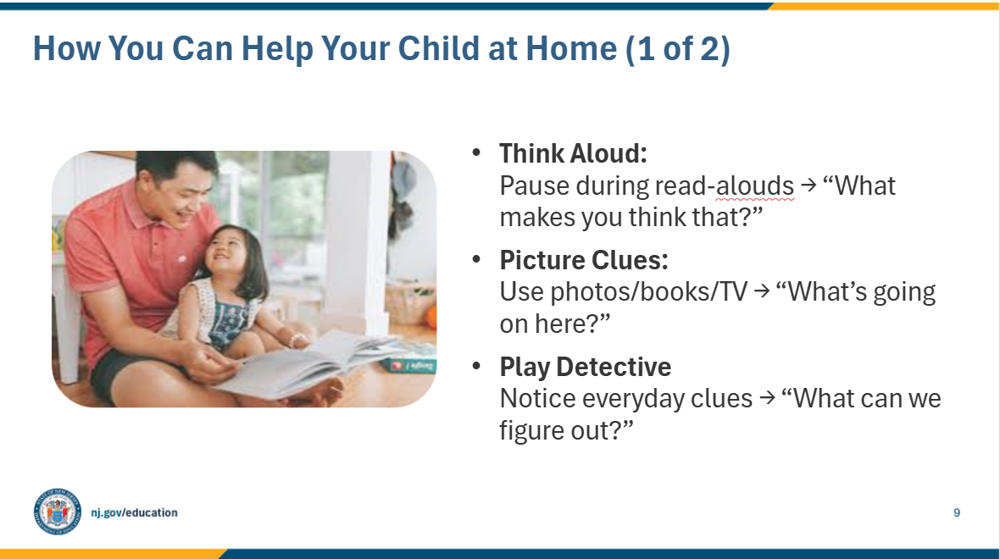 How You Can Help Your Child at Home (1 of 2)
• Think Aloud:
Pause during read-alouds → “What
makes you think that?”
• Picture Clues:
Use photos/books/TV → “What’s going
on here?”
• Play Detective
Notice everyday clues → “What can we
figure out?”
nj.gov/education
9